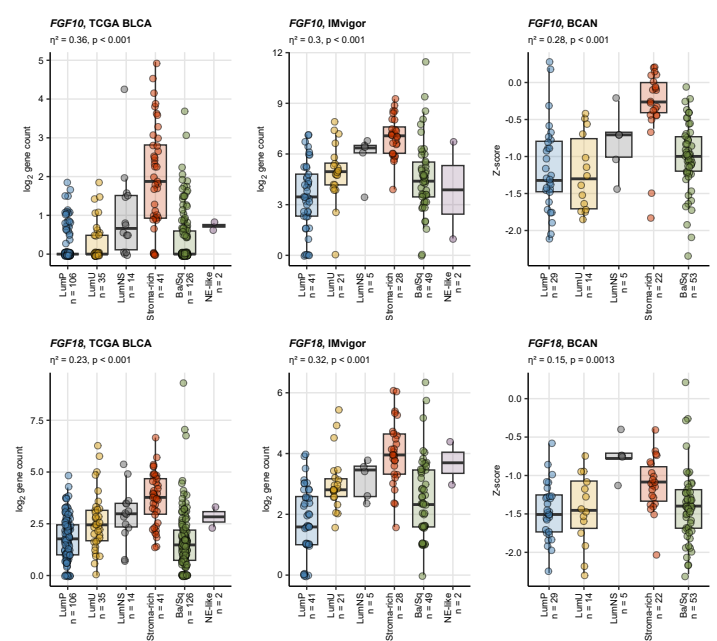 FGF10, TCGA BLCA
η² = 0.36, p < 0.001
log2 gene count
5
4
3
2
1
0
LumP n = 106
LumU n = 35
LumNS n = 14
Stroma-rich n = 41
Ba/Sq n = 126
NE-like n = 2
FGF10, IMvigor
η² = 0.3, p < 0.001
log2 gene count
12
9
6
3
0
LumP n = 41
LumU n = 21
LumNS n = 5
Stroma-rich n = 28
Ba/Sq n = 49
NE-like n = 2
FGF10, BCAN
η² = 0.28, p < 0.001
Z-score
0.0
-0.5
-1.0
-1.5
-2.0
LumP n = 29
LumU n = 14
LumNS n = 5
Stroma-rich n = 22
Ba/Sq n = 53
FGF18, TCGA BLCA
η² = 0.23, p < 0.001
log2 gene count
7.5
5.0
2.5
0.0
LumP n = 106
LumU n = 35
LumNS n = 14
Stroma-rich n = 41
Ba/Sq n = 126
NE-like n = 2
FGF18, IMvigor
η² = 0.32, p < 0.001
log2 gene count
6
4
2
0
LumP n = 41
LumU n = 21
LumNS n = 5
Stroma-rich n = 28
Ba/Sq n = 49
NE-like n = 2
FGF18, BCAN
η² = 0.15, p = 0.0013
Z-score
0.0
-0.5
-1.0
-1.5
-2.0
LumP n = 29
LumU n = 14
LumNS n = 5
Stroma-rich n = 22
Ba/Sq n = 53